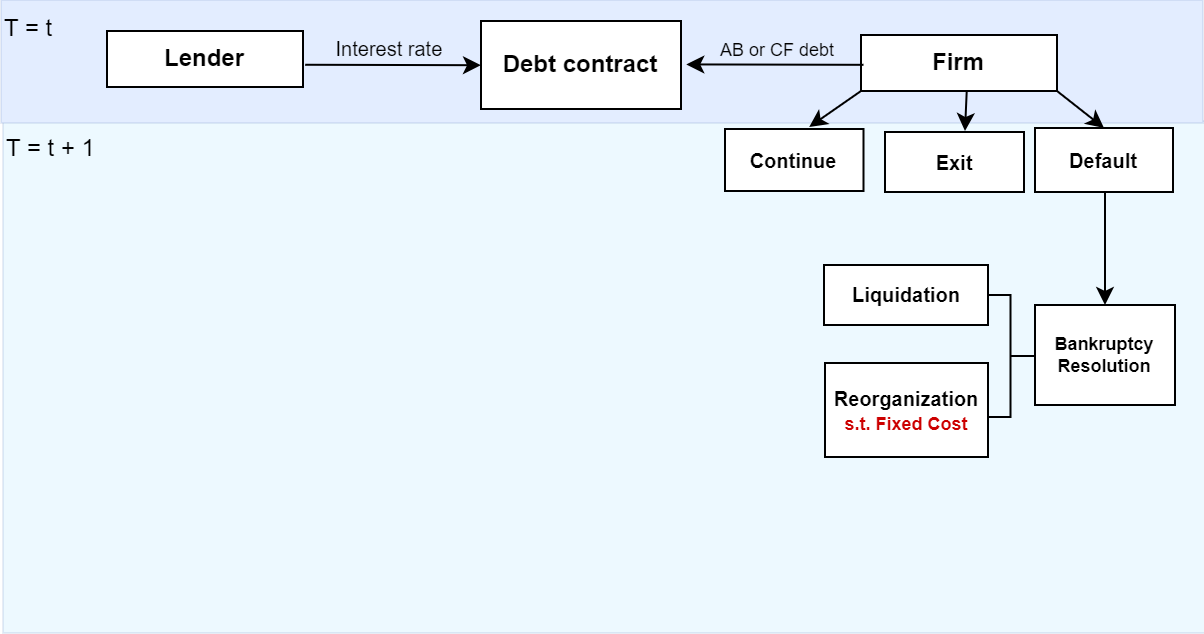 T = t
Lender
Interest rate
Debt contract
AB or CF debt
Firm
T = t + 1
Continue
Exit
Default
Liquidation
Bankruptcy
Resolution
Reorganization
s.t. Fixed Cost